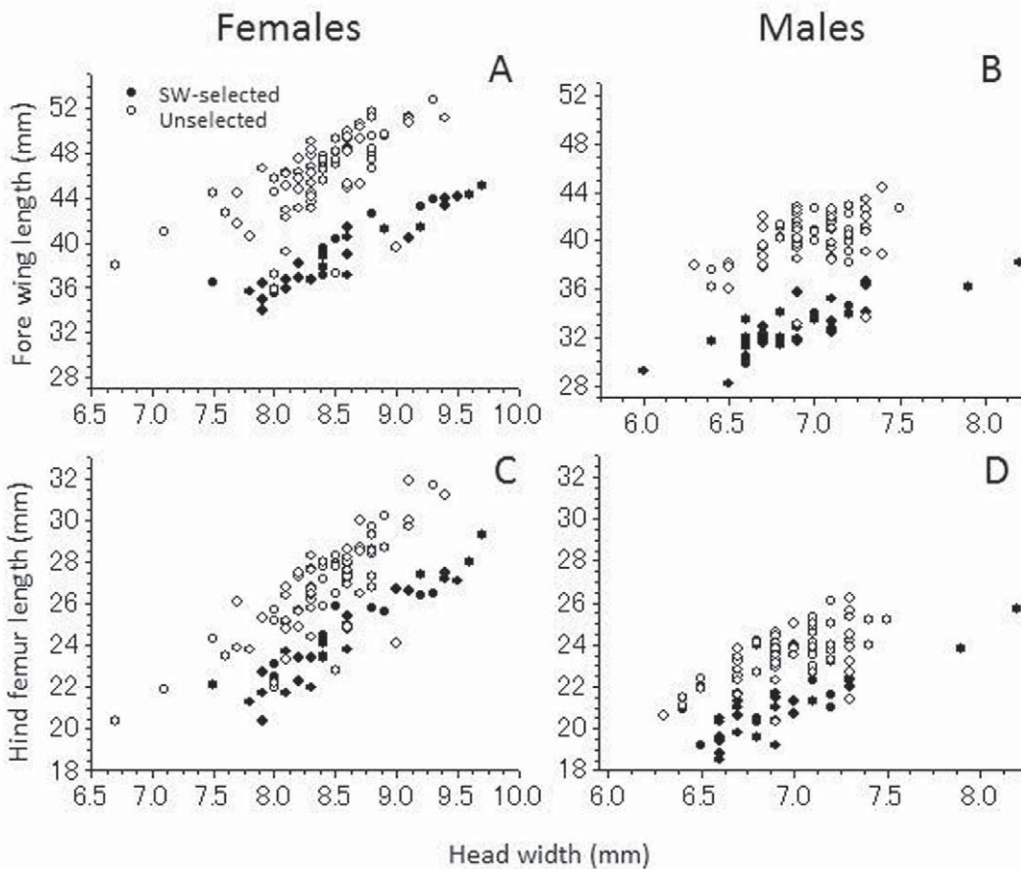 Females Males
A
B
SW-selected
Unselected
Fore wing length (mm)
52
48
44
40
36
32
28
6.5 7.0 7.5 8.0 8.5 9.0 9.5 10.0
52
48
44
40
36
32
28
6.0 6.5 7.0 7.5 8.0
C
D
Hind femur length (mm)
32
30
28
26
24
22
20
18
6.5 7.0 7.5 8.0 8.5 9.0 9.5 10.0
32
30
28
26
24
22
20
18
6.0 6.5 7.0 7.5 8.0
Head width (mm)